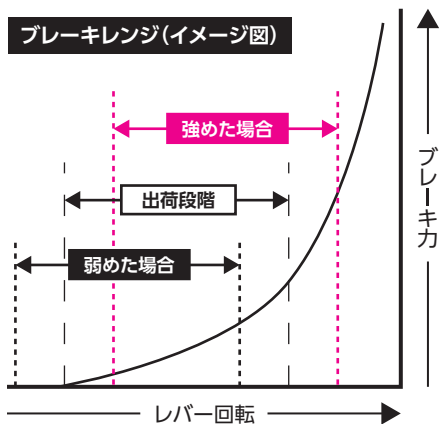 ブレーキレンジ（イメージ図）
強めた場合
出荷段階
弱めた場合
ブレーキ力
レバー回転